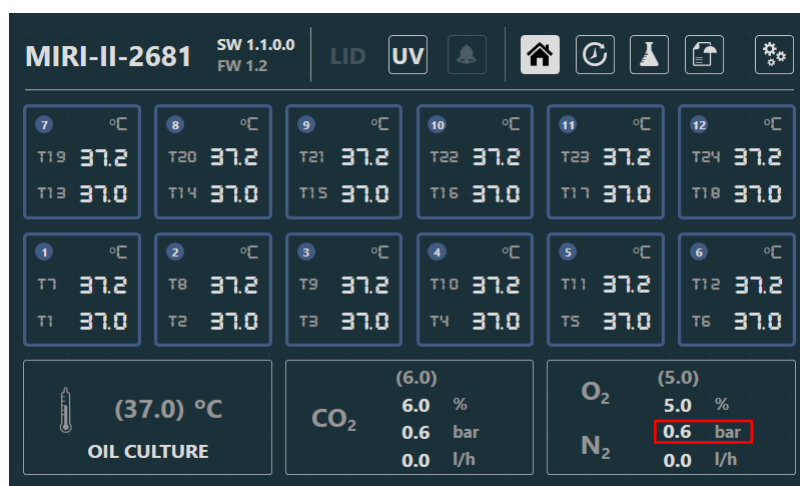 MIRI-II-2681 SW 1.1.0.0 LID UV
FW 1.2
7 °C 8 °C 9 °C 10 °C 11 °C 12 °C
T19 37.2 T20 37.2 T21 37.2 T22 37.2 T23 37.2 T24 37.2
T13 37.0 T14 37.0 T15 37.0 T16 37.0 T17 37.0 T18 37.0
1 °C 2 °C 3 °C 4 °C 5 °C 6 °C
T7 37.2 T8 37.2 T9 37.2 T10 37.2 T11 37.2 T12 37.2
T1 37.0 T2 37.0 T3 37.0 T4 37.0 T5 37.0 T6 37.0
(37.0) °C
OIL CULTURE
CO₂
(6.0)
6.0 %
0.6 bar
0.0 l/h
O₂
N₂
(5.0)
5.0 %
0.6 bar
0.0 l/h